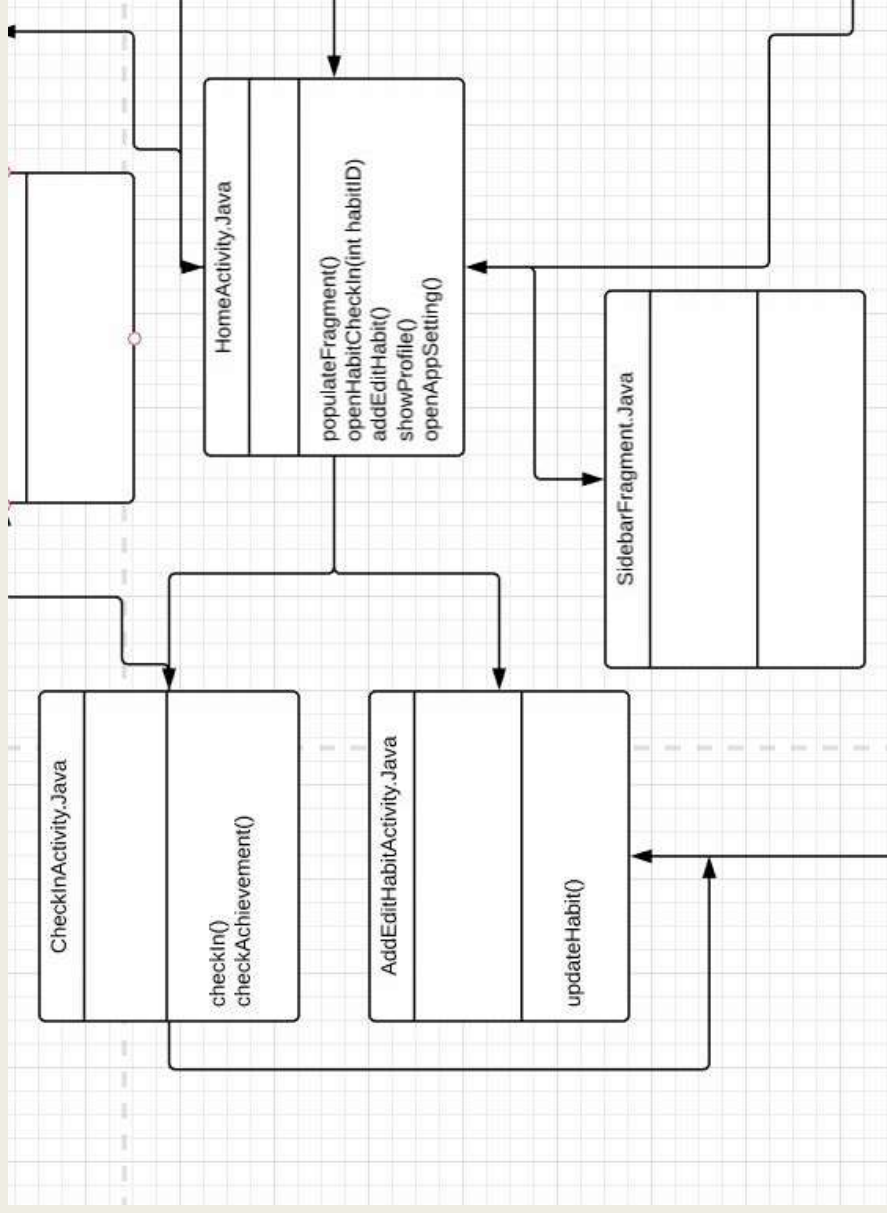 HomeActivity.Java
populateFragment()
openHabitCheckIn(int habitID)
addEditHabit()
showProfile()
openAppSetting()
SidebarFragment.Java
CheckInActivity.Java
checkIn()
checkAchievement()
AddEditHabitActivity.Java
updateHabit()